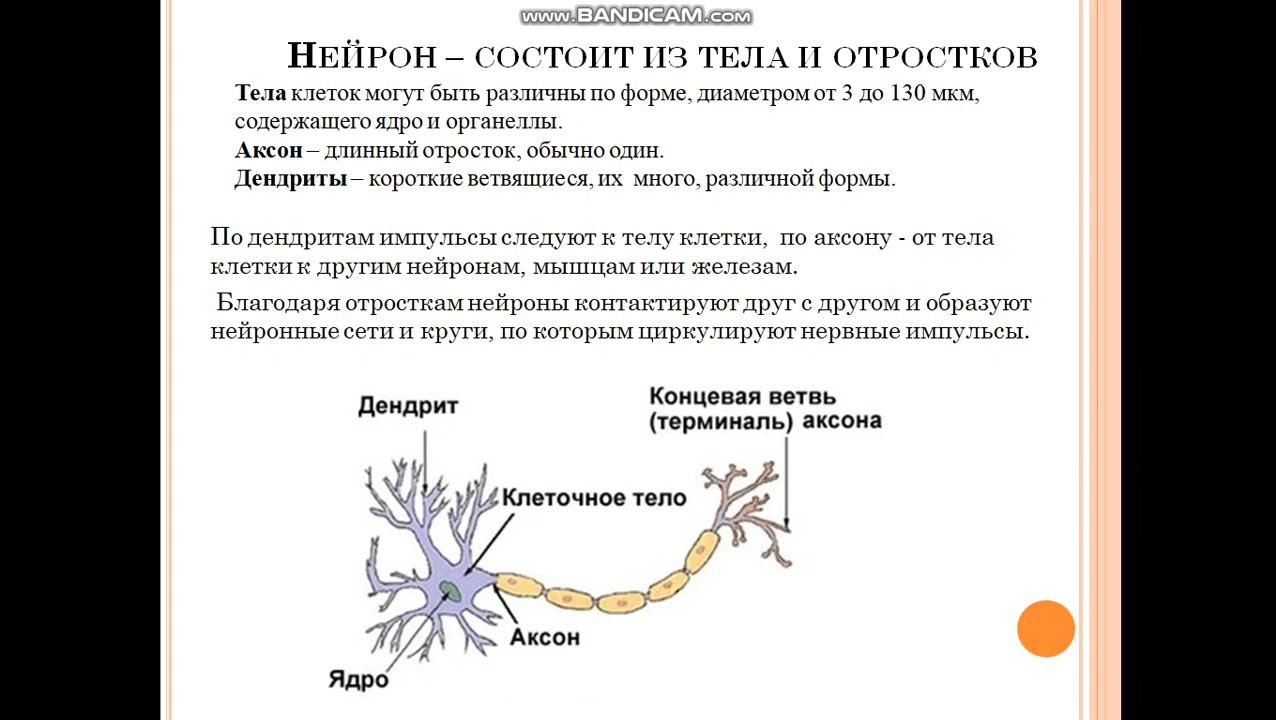 www.BANDICAM.com
Нейрон – состоит из тела и отростков
Тела клеток могут быть различны по форме, диаметром от 3 до 130 мкм,
содержащего ядро и органеллы.
Аксон – длинный отросток, обычно один.
Дендриты – короткие ветвящиеся, их много, различной формы.
По дендритам импульсы следуют к телу клетки, по аксону - от тела
клетки к другим нейронам, мышцам или железам.
Благодаря отросткам нейроны контактируют друг с другом и образуют
нейронные сети и круги, по которым циркулируют нервные импульсы.
Дендрит
Концевая ветвь
(терминаль) аксона
Клеточное тело
Аксон
Ядро